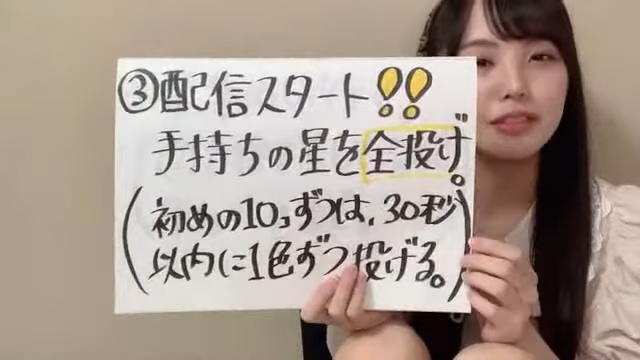 ③配信スタート!!
手持ちの星を全投げ。
(初めの10コずつは、30秒
以内に1色ずつ投げる。)